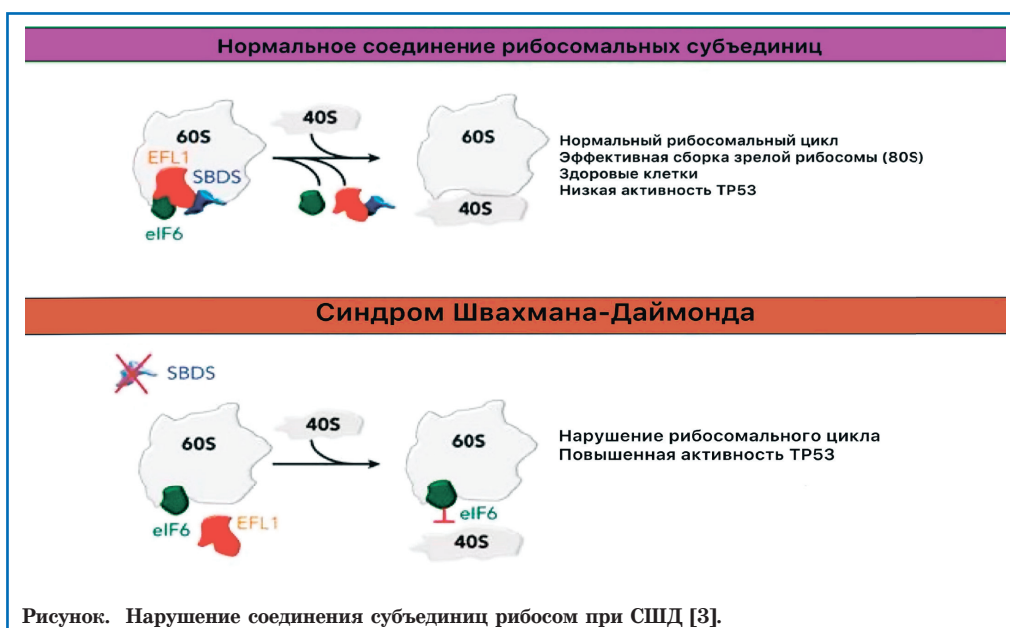 Нормальное соединение рибосомальных субъединиц
40S
60S
EFL1
SBDS
eIF6
60S
40S
Нормальный рибосомальный цикл
Эффективная сборка зрелой рибосомы (80S)
Здоровые клетки
Низкая активность TP53
Синдром Швахмана-Даймонда
SBDS
60S
40S
eIF6
EFL1
60S
eIF6
40S
Нарушение рибосомального цикла
Повышенная активность TP53
Рисунок. Нарушение соединения субъединиц рибосом при СШД [3].